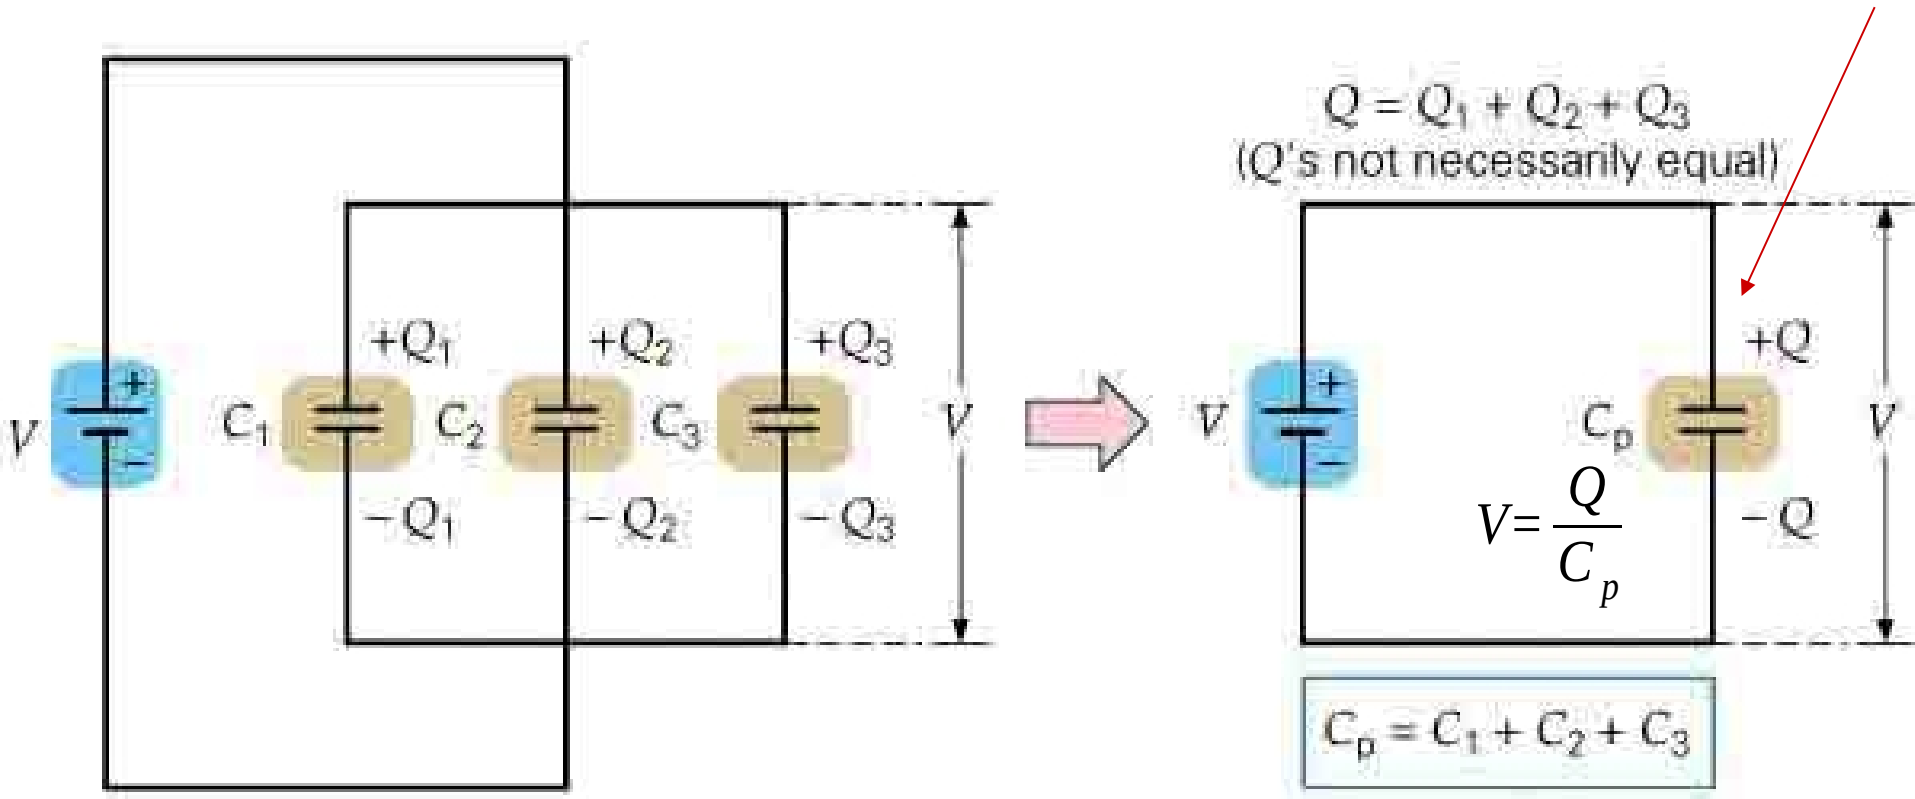 Q = Q₁ + Q₂ + Q₃
(Q's not necessarily equal)
+Q₁
+Q₂
+Q₃
+Q
+
+
V
C₁
C₂
C₃
V
V
Cₚ
V
−
−
−Q₁
−Q₂
−Q₃
V= Q/Cₚ
−Q
Cₚ = C₁ + C₂ + C₃